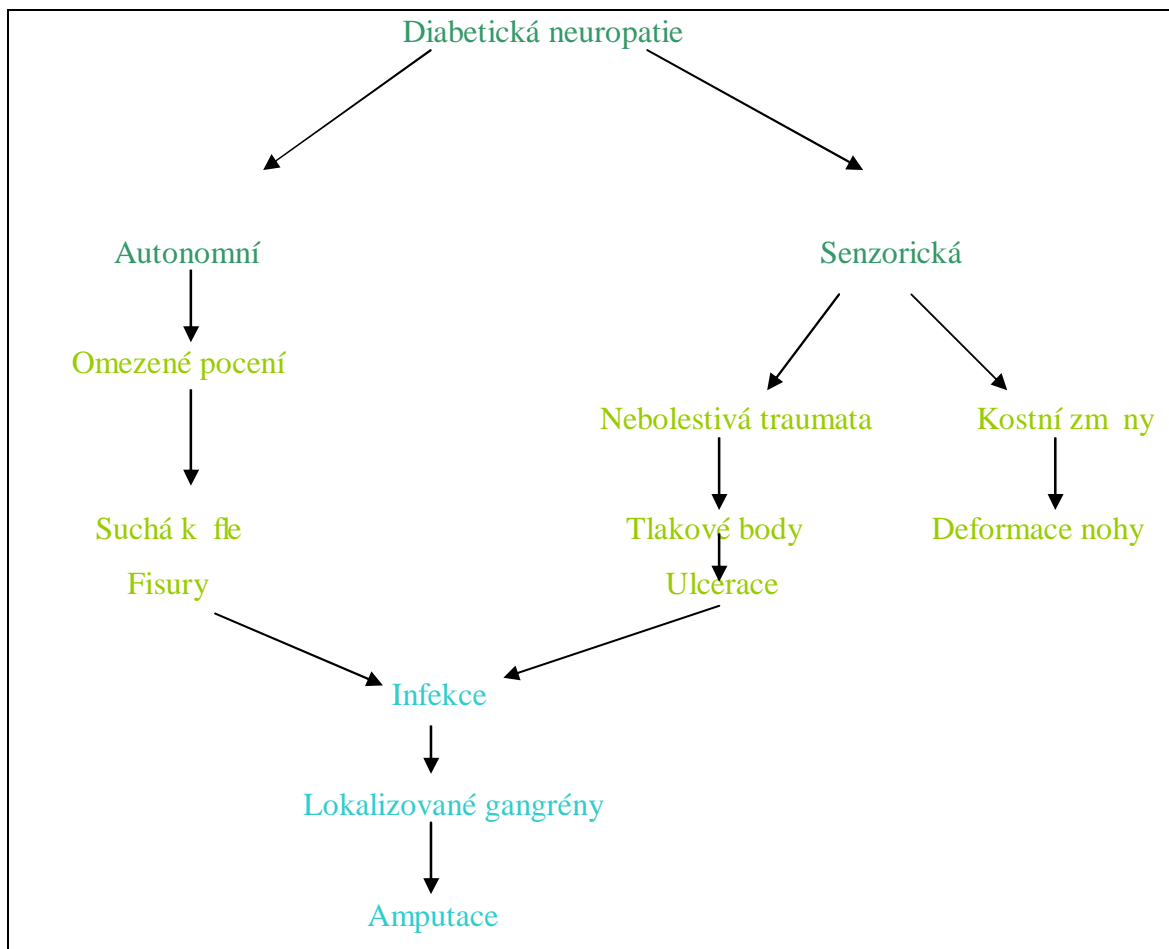 Diabetická neuropatie
Autonomní
Senzorická
Omezené pocení
Nebolestivá traumata
Kostní zm ny
Suchá k fle
Tlakové body
Deformace nohy
Fisury
Ulcerace
Infekce
Lokalizované gangrény
Amputace